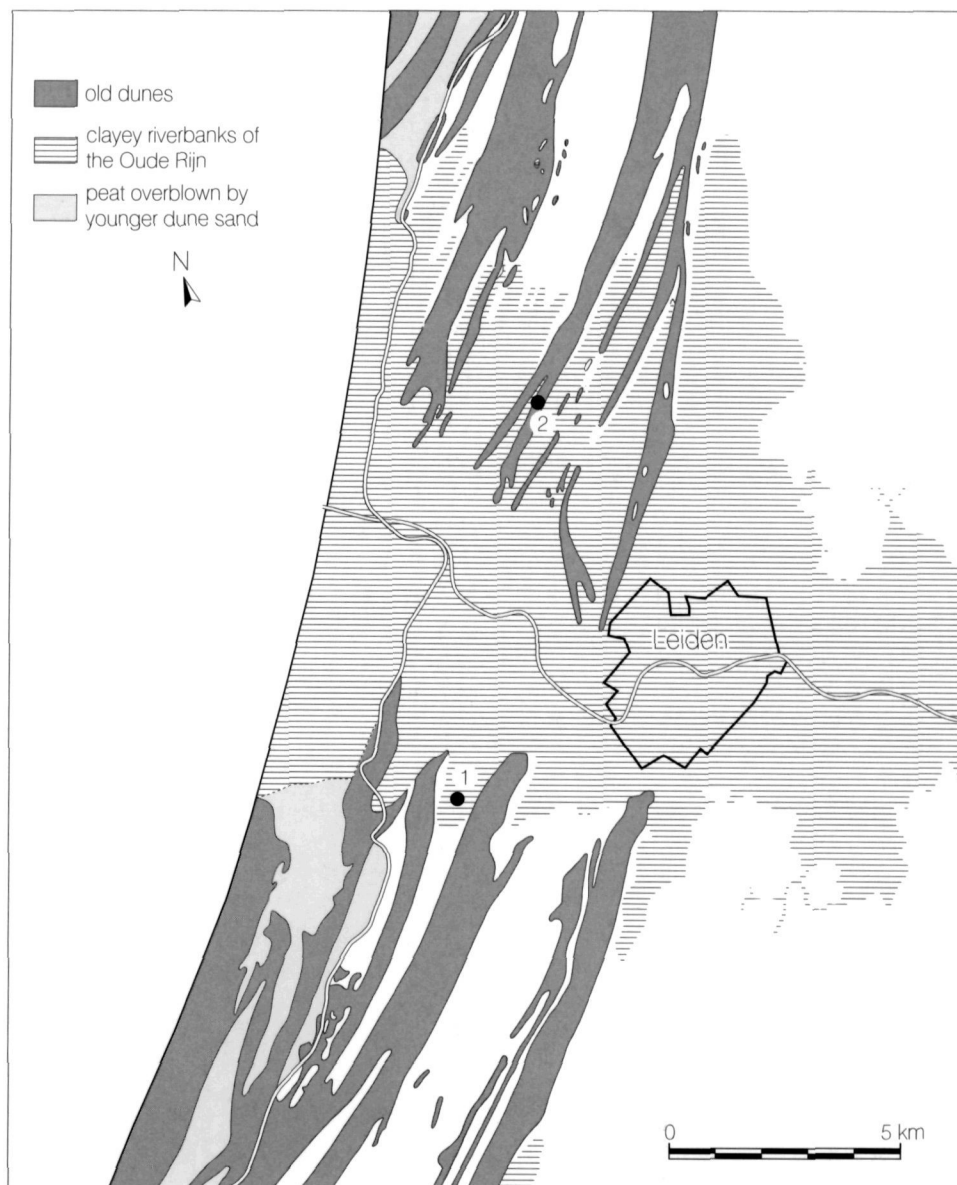 old dunes
clayey riverbanks of
the Oude Rijn
peat overblown by
younger dune sand
N
2
Leiden
1
0 5 km